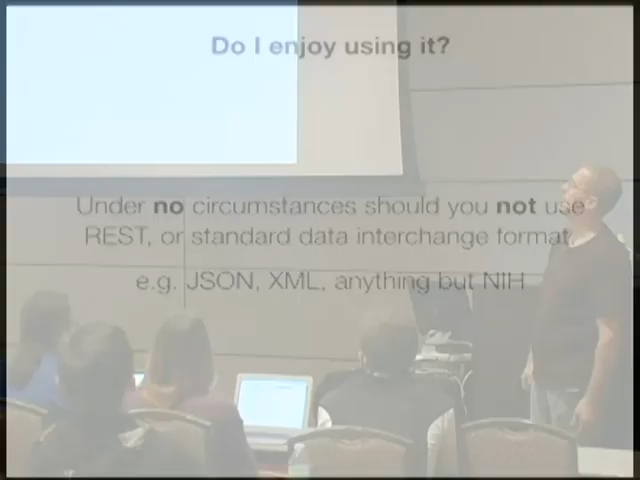 Do I enjoy using it?
Under no circumstances should you not use
REST, or standard data interchange format.
e.g. JSON, XML, anything but NIH